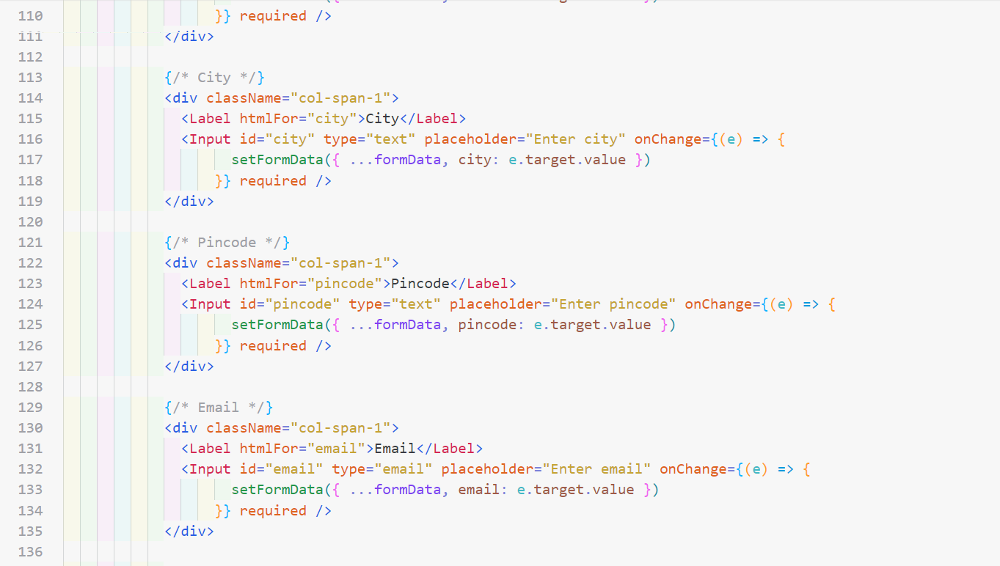 110 }} required />
111 </div>
112
113 {/* City */}
114 <div className="col-span-1">
115 <Label htmlFor="city">City</Label>
116 <Input id="city" type="text" placeholder="Enter city" onChange={(e) => {
117 setFormData({ ...formData, city: e.target.value })
118 }} required />
119 </div>
120
121 {/* Pincode */}
122 <div className="col-span-1">
123 <Label htmlFor="pincode">Pincode</Label>
124 <Input id="pincode" type="text" placeholder="Enter pincode" onChange={(e) => {
125 setFormData({ ...formData, pincode: e.target.value })
126 }} required />
127 </div>
128
129 {/* Email */}
130 <div className="col-span-1">
131 <Label htmlFor="email">Email</Label>
132 <Input id="email" type="email" placeholder="Enter email" onChange={(e) => {
133 setFormData({ ...formData, email: e.target.value })
134 }} required />
135 </div>
136